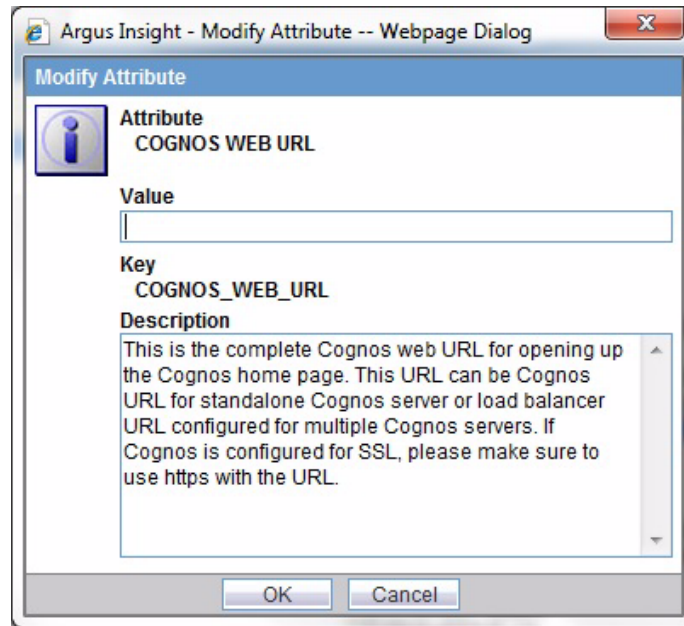 Argus Insight - Modify Attribute -- Webpage Dialog
Modify Attribute
Attribute
COGNOS WEB URL
Value
Key
COGNOS_WEB_URL
Description
This is the complete Cognos web URL for opening up
the Cognos home page. This URL can be Cognos
URL for standalone Cognos server or load balancer
URL configured for multiple Cognos servers. If
Cognos is configured for SSL, please make sure to
use https with the URL.
OK Cancel